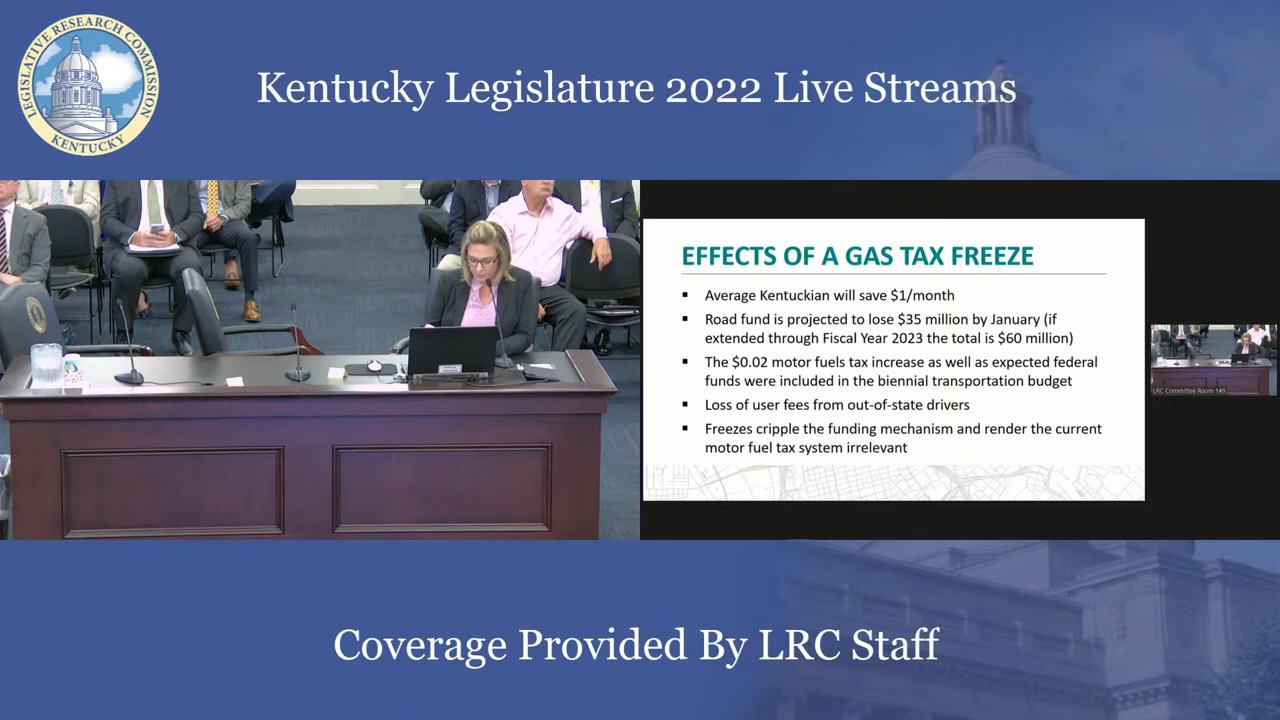 LEGISLATIVE RESEARCH COMMISSION
KENTUCKY
Kentucky Legislature 2022 Live Streams
EFFECTS OF A GAS TAX FREEZE
▪ Average Kentuckian will save $1/month
▪ Road fund is projected to lose $35 million by January (if
extended through Fiscal Year 2023 the total is $60 million)
▪ The $0.02 motor fuels tax increase as well as expected federal
funds were included in the biennial transportation budget
▪ Loss of user fees from out-of-state drivers
▪ Freezes cripple the funding mechanism and render the current
motor fuel tax system irrelevant
LRC Committee Room 149
Coverage Provided By LRC Staff